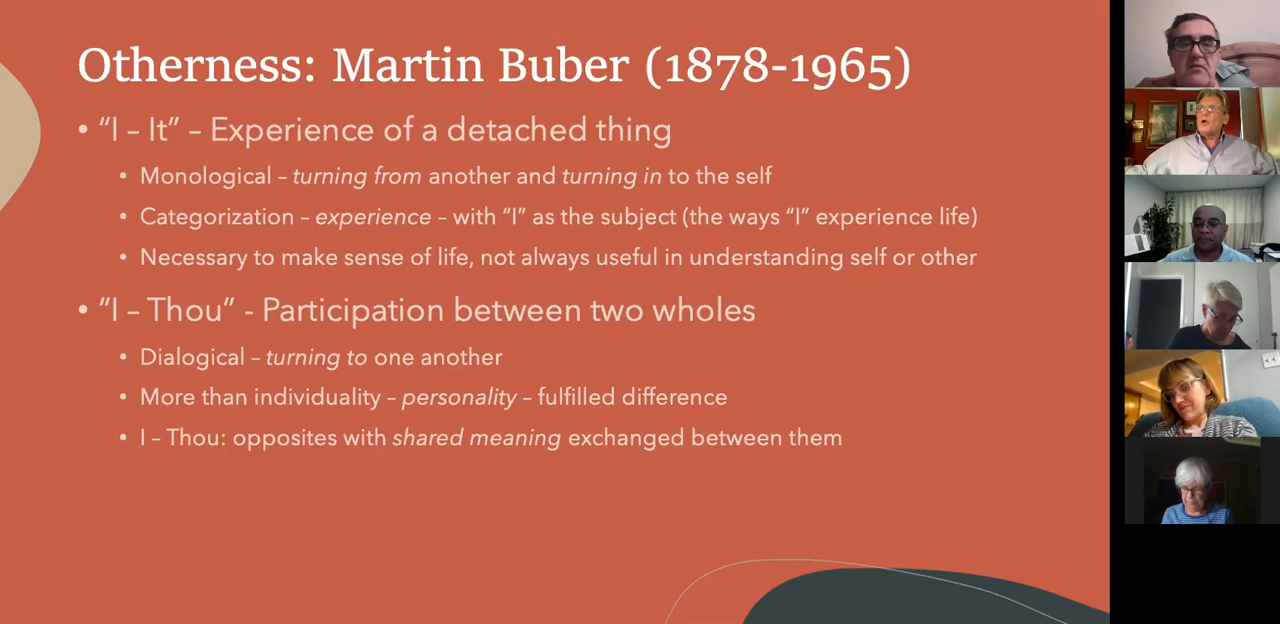 Otherness: Martin Buber (1878-1965)
• “I – It” – Experience of a detached thing
• Monological – turning from another and turning in to the self
• Categorization – experience – with “I” as the subject (the ways “I” experience life)
• Necessary to make sense of life, not always useful in understanding self or other
• “I – Thou” - Participation between two wholes
• Dialogical – turning to one another
• More than individuality – personality – fulfilled difference
• I – Thou: opposites with shared meaning exchanged between them